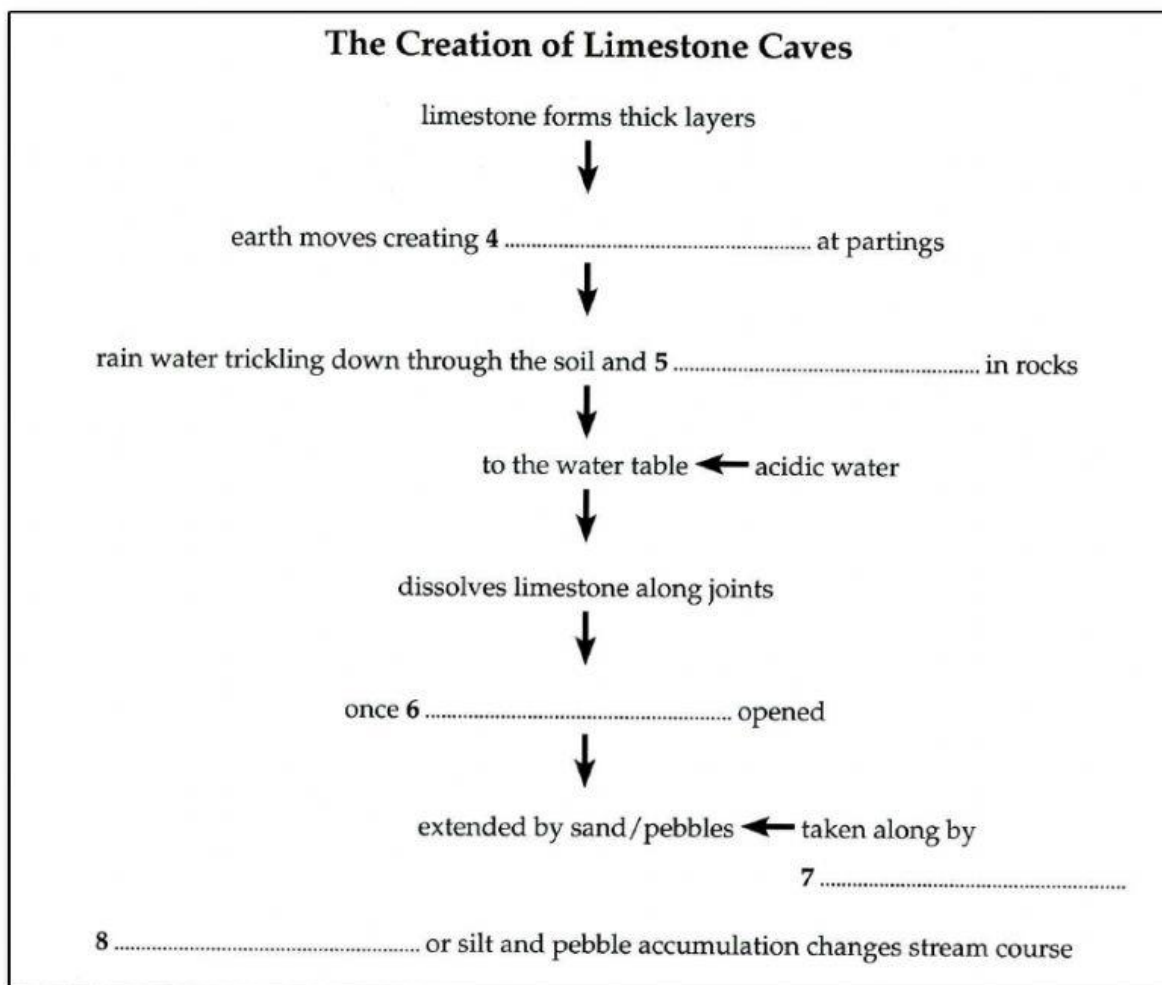 The Creation of Limestone Caves
limestone forms thick layers
earth moves creating 4 ........................................ at partings
rain water trickling down through the soil and 5 ........................................ in rocks
to the water table acidic water
dissolves limestone along joints
once 6 ........................................ opened
extended by sand/pebbles taken along by
7 ........................................
8 ........................................ or silt and pebble accumulation changes stream course